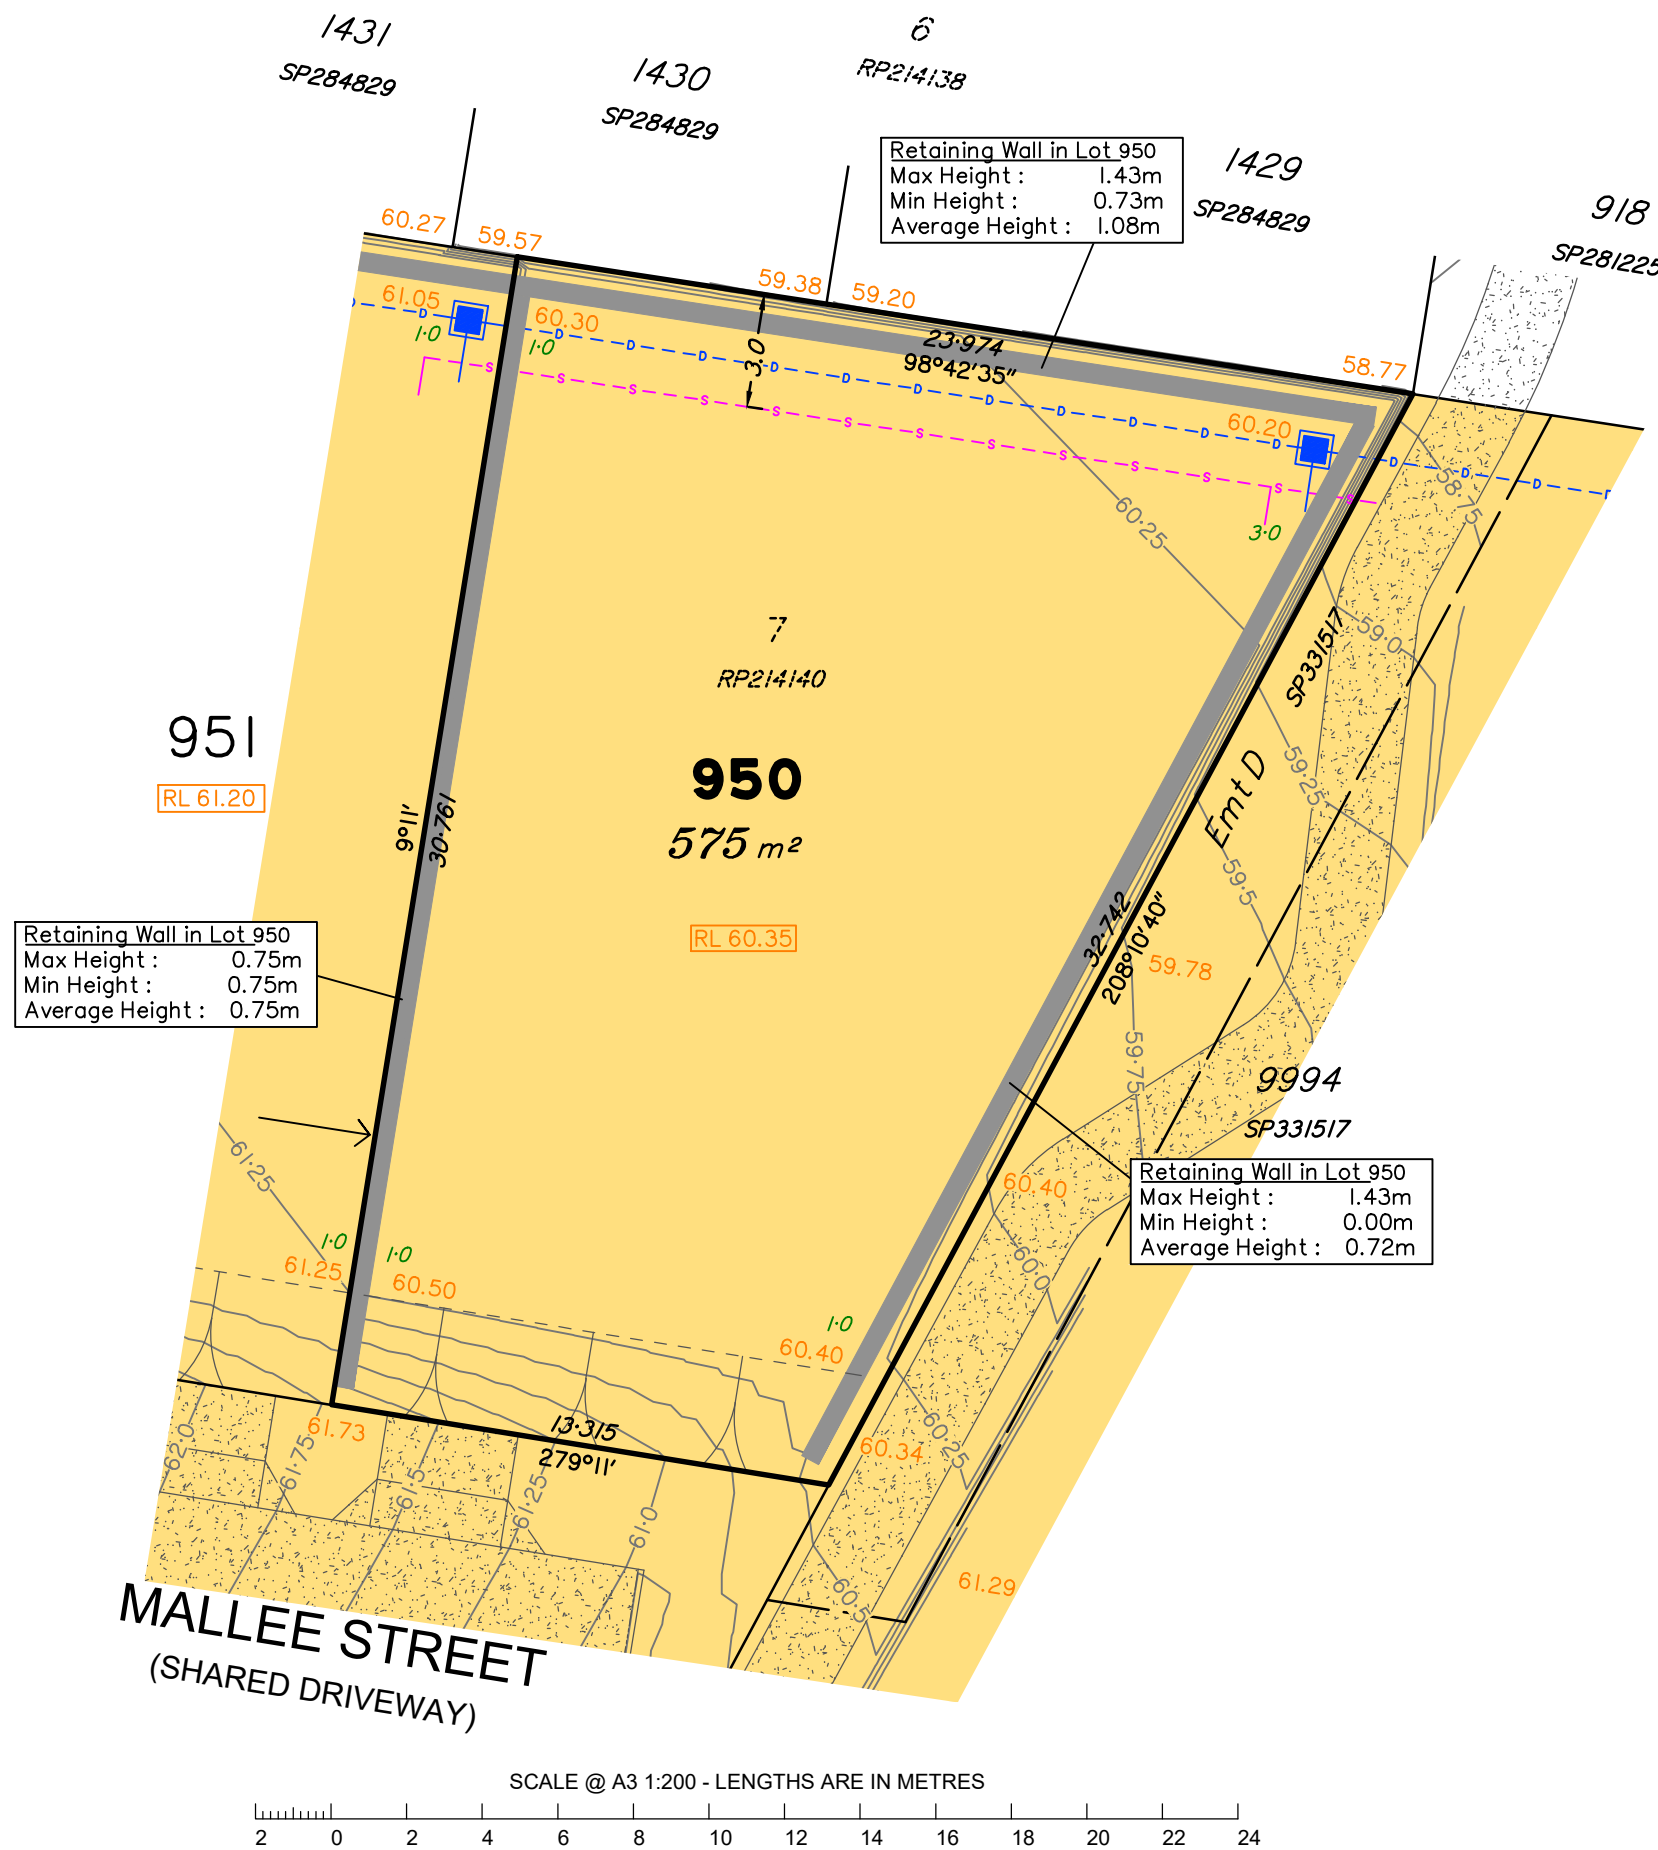 1431
SP284829
1430
SP284829
6
RP214138
Retaining Wall in Lot 950
Max Height : 1.43m
Min Height : 0.73m
Average Height : 1.08m
1429
SP284829
918
SP281225
60.27
59.57
59.38
59.20
58.77
61.05
60.30
1·0
1·0
3.0
23·974
98°42'35"
60.20
3·0
60·25
58·75
59·0
SP331517
7
RP214140
951
RL 61.20
950
575 m²
RL 60.35
9°11'
30·761
Emt D
59·25
59·5
32·742
208°10'40"
59.78
59·75
Retaining Wall in Lot 950
Max Height : 0.75m
Min Height : 0.75m
Average Height : 0.75m
9994
SP331517
Retaining Wall in Lot 950
Max Height : 1.43m
Min Height : 0.00m
Average Height : 0.72m
61·25
60.40
60·0
1·0
1·0
61.25
60.50
1·0
60.40
61.73
13·315
279°11'
60.34
60·25
62·0
61·75
61·5
61·25
61·0
60·5
61.29
MALLEE STREET
(SHARED DRIVEWAY)
SCALE @ A3 1:200 - LENGTHS ARE IN METRES
2 0 2 4 6 8 10 12 14 16 18 20 22 24